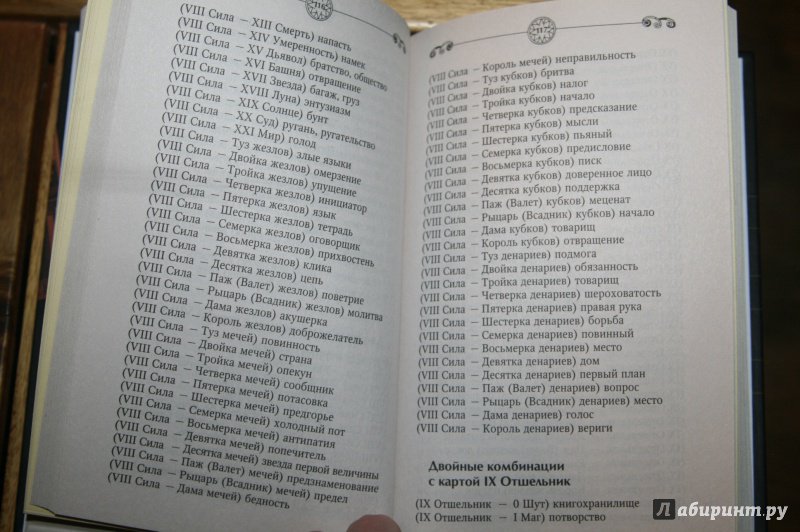 116
(VIII Сила — XIII Смерть) напасть
(VIII Сила — XIV Умеренность) намек
(VIII Сила — XV Дьявол) братство, общество
(VIII Сила — XVI Башня) отвращение
(VIII Сила — XVII Звезда) багаж, груз
(VIII Сила — XVIII Луна) энтузиазм
(VIII Сила — XIX Солнце) бунт
(VIII Сила — XX Суд) ругань, ругательство
(VIII Сила — XXI Мир) голод
(VIII Сила — Туз жезлов) злые языки
(VIII Сила — Двойка жезлов) омерзение
(VIII Сила — Тройка жезлов) упущение
(VIII Сила — Четверка жезлов) инициатор
(VIII Сила — Пятерка жезлов) язык
(VIII Сила — Шестерка жезлов) тетрадь
(VIII Сила — Семерка жезлов) оговорщик
(VIII Сила — Восьмерка жезлов) прихвостень
(VIII Сила — Девятка жезлов) клика
(VIII Сила — Десятка жезлов) цепь
(VIII Сила — Паж (Валет) жезлов) поветрие
(VIII Сила — Рыцарь (Всадник) жезлов) молитва
(VIII Сила — Дама жезлов) акушерка
(VIII Сила — Король жезлов) доброжелатель
(VIII Сила — Туз мечей) повинность
(VIII Сила — Двойка мечей) страна
(VIII Сила — Тройка мечей) опекун
(VIII Сила — Четверка мечей) сообщник
(VIII Сила — Пятерка мечей) потасовка
(VIII Сила — Шестерка мечей) предгорье
(VIII Сила — Семерка мечей) холодный пот
(VIII Сила — Восьмерка мечей) антипатия
(VIII Сила — Девятка мечей) попечитель
(VIII Сила — Десятка мечей) звезда первой величины
(VIII Сила — Паж (Валет) мечей) предзнаменование
(VIII Сила — Рыцарь (Всадник) мечей) предел
(VIII Сила — Дама мечей) бедность
117
(VIII Сила — Король мечей) неправильность
(VIII Сила — Туз кубков) бритва
(VIII Сила — Двойка кубков) налог
(VIII Сила — Тройка кубков) начало
(VIII Сила — Четверка кубков) предсказание
(VIII Сила — Пятерка кубков) мысли
(VIII Сила — Шестерка кубков) пьяный
(VIII Сила — Семерка кубков) предисловие
(VIII Сила — Восьмерка кубков) писк
(VIII Сила — Девятка кубков) доверенное лицо
(VIII Сила — Десятка кубков) поддержка
(VIII Сила — Паж (Валет) кубков) меценат
(VIII Сила — Рыцарь (Всадник) кубков) начало
(VIII Сила — Дама кубков) товарищ
(VIII Сила — Король кубков) отвращение
(VIII Сила — Туз денариев) подмога
(VIII Сила — Двойка денариев) обязанность
(VIII Сила — Тройка денариев) товарищ
(VIII Сила — Четверка денариев) шероховатость
(VIII Сила — Пятерка денариев) правая рука
(VIII Сила — Шестерка денариев) борьба
(VIII Сила — Семерка денариев) повинный
(VIII Сила — Восьмерка денариев) место
(VIII Сила — Девятка денариев) дом
(VIII Сила — Десятка денариев) первый план
(VIII Сила — Паж (Валет) денариев) вопрос
(VIII Сила — Рыцарь (Всадник) денариев) место
(VIII Сила — Дама денариев) голос
(VIII Сила — Король денариев) вериги
Двойные комбинации
с картой IX Отшельник
(IX Отшельник — 0 Шут) книгохранилище
(IX Отшельник — I Маг) потворство
Лабиринт.ру